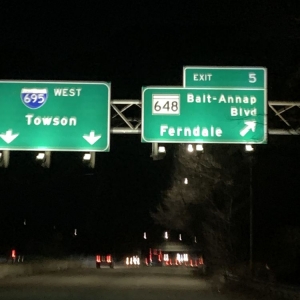 695 WEST
Towson
EXIT 5
648 Balt-Annap
Blvd
Ferndale